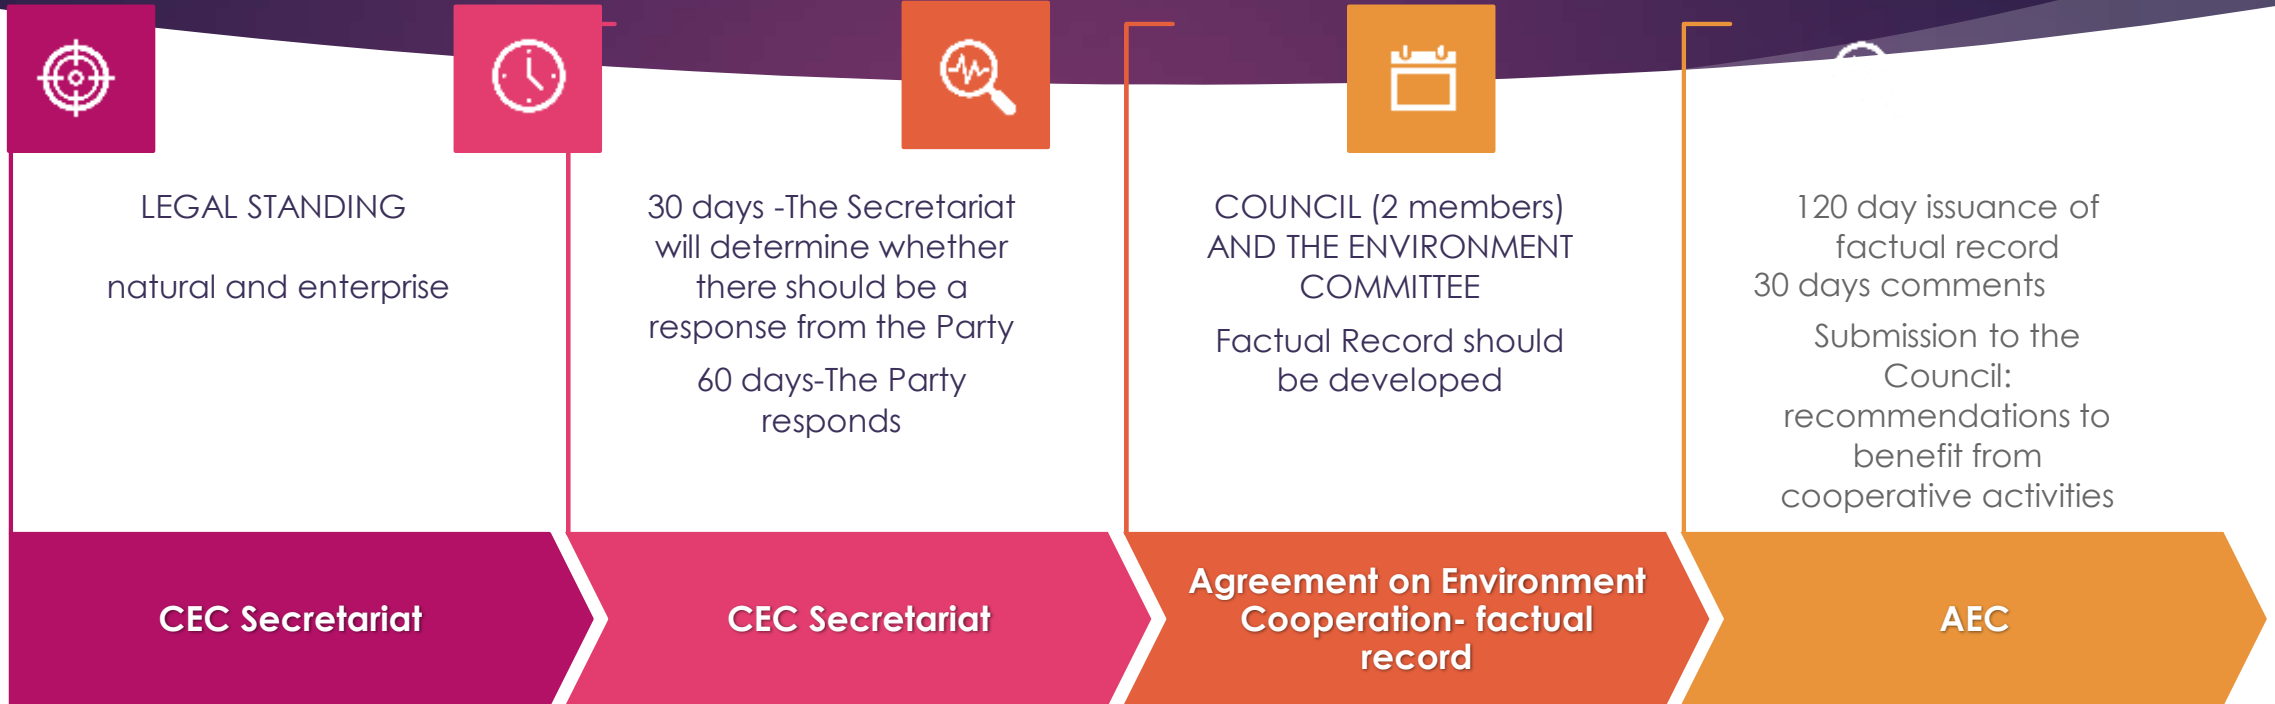 LEGAL STANDING
natural and enterprise
30 days -The Secretariat
will determine whether
there should be a
response from the Party
60 days-The Party
responds
COUNCIL (2 members)
AND THE ENVIRONMENT
COMMITTEE
Factual Record should
be developed
120 day issuance of
factual record
30 days comments
Submission to the
Council:
recommendations to
benefit from
cooperative activities
CEC Secretariat
CEC Secretariat
Agreement on Environment
Cooperation- factual
record
AEC